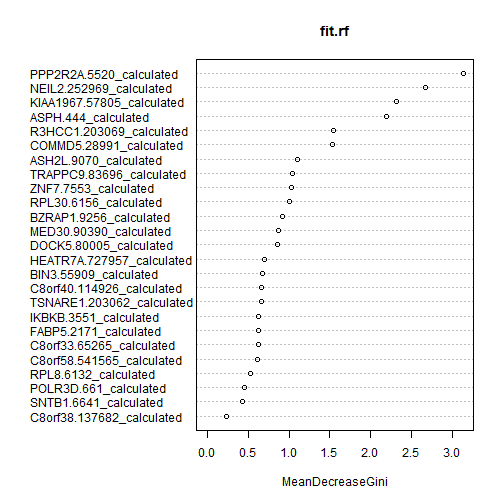 fit.rf
PPP2R2A.5520_calculated
NEIL2.252969_calculated
KIAA1967.57805_calculated
ASPH.444_calculated
R3HCC1.203069_calculated
COMMD5.28991_calculated
ASH2L.9070_calculated
TRAPPC9.83696_calculated
ZNF7.7553_calculated
RPL30.6156_calculated
BZRAP1.9256_calculated
MED30.90390_calculated
DOCK5.80005_calculated
HEATR7A.727957_calculated
BIN3.55909_calculated
C8orf40.114926_calculated
TSNARE1.203062_calculated
IKBKB.3551_calculated
FABP5.2171_calculated
C8orf33.65265_calculated
C8orf58.541565_calculated
RPL8.6132_calculated
POLR3D.661_calculated
SNTB1.6641_calculated
C8orf38.137682_calculated
0.0 0.5 1.0 1.5 2.0 2.5 3.0
MeanDecreaseGini